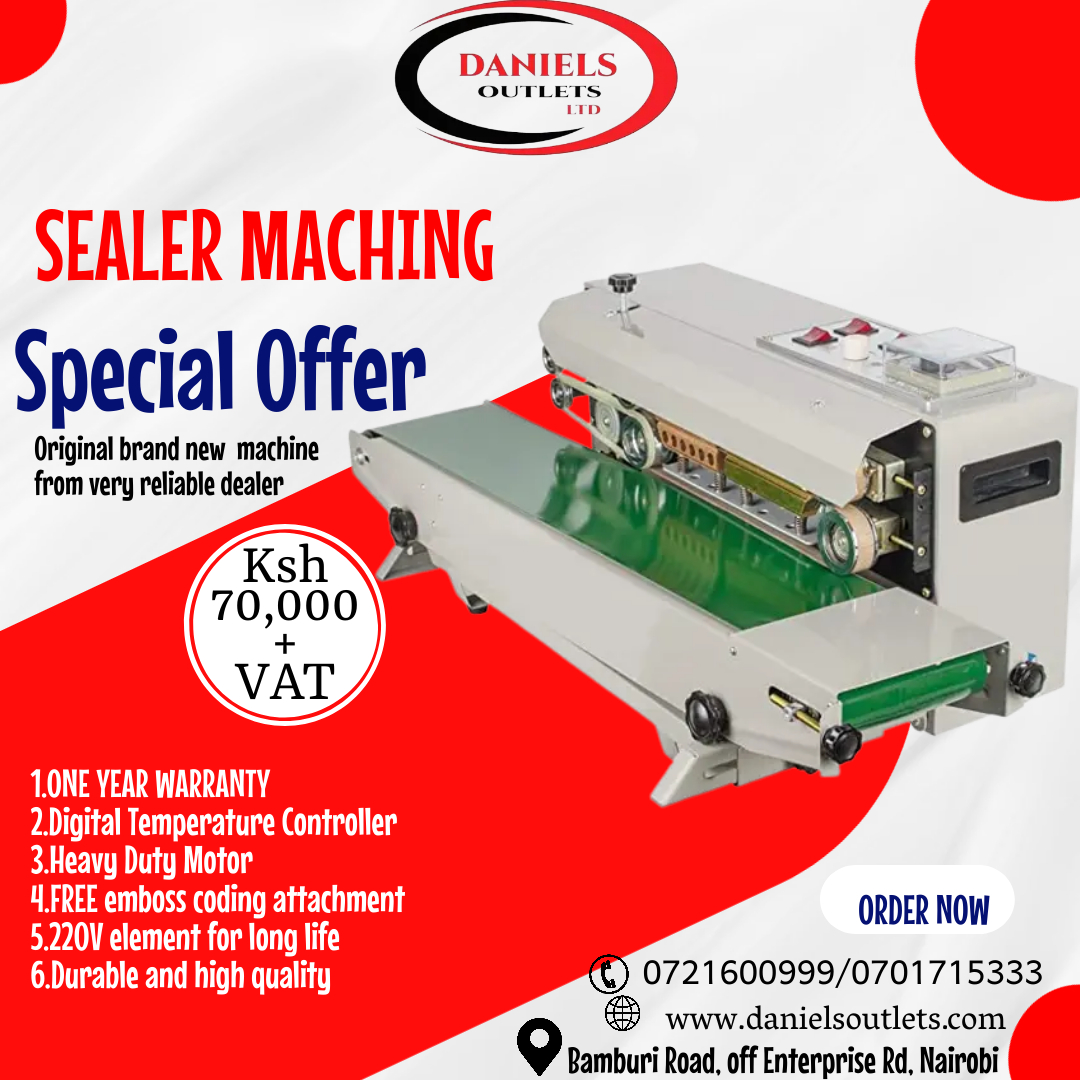 DANIELS
OUTLETS
LTD
SEALER MACHING
Special Offer
Original brand new machine
from very reliable dealer
Ksh
70,000
+
VAT
1.ONE YEAR WARRANTY
2.Digital Temperature Controller
3.Heavy Duty Motor
4.FREE emboss coding attachment
5.220V element for long life
6.Durable and high quality
ORDER NOW
0721600999/0701715333
www.danielsoutlets.com
Bamburi Road, off Enterprise Rd, Nairobi